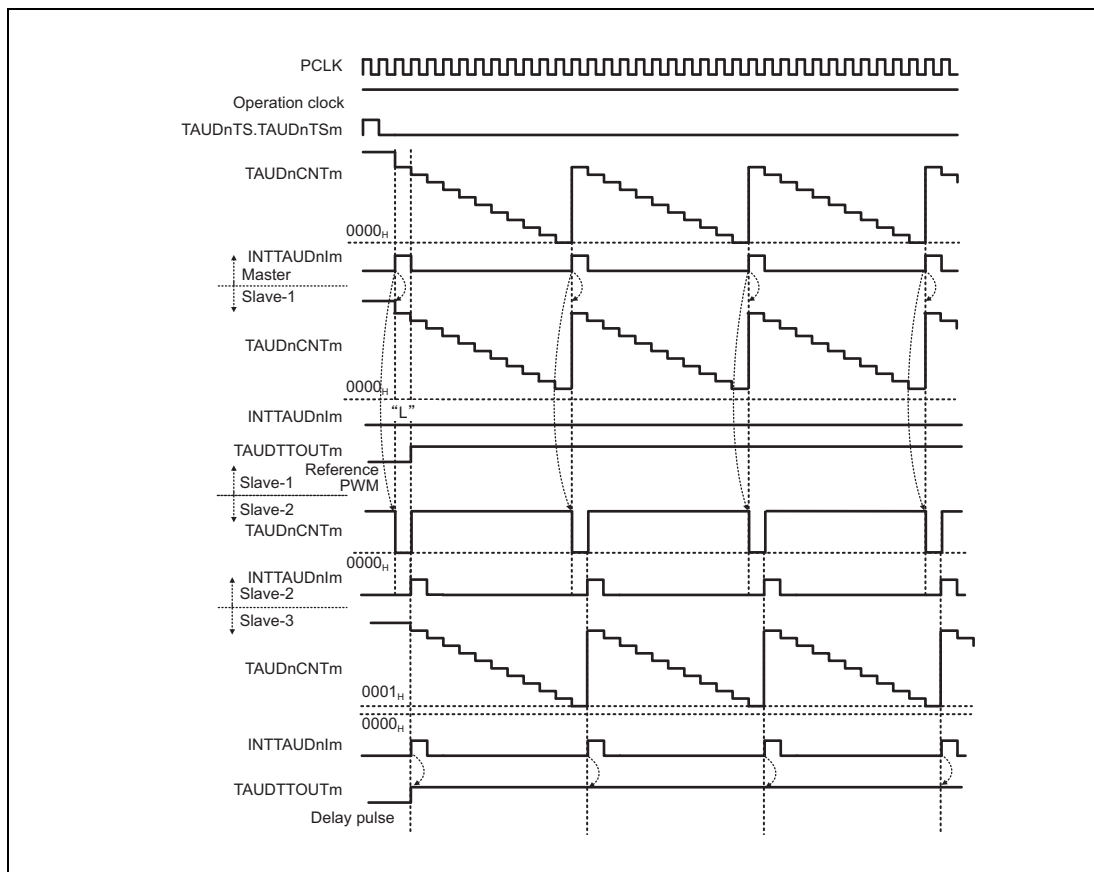 PCLK
Operation clock
TAUDnTS.TAUDnTSm
TAUDnCNTm
0000H
INTTAUDnIm
Master
Slave-1
TAUDnCNTm
0000H
“L”
INTTAUDnIm
TAUDTTOUTm
Reference
PWM
Slave-1
Slave-2
TAUDnCNTm
0000H
INTTAUDnIm
Slave-2
Slave-3
TAUDnCNTm
0001H
0000H
INTTAUDnIm
TAUDTTOUTm
Delay pulse